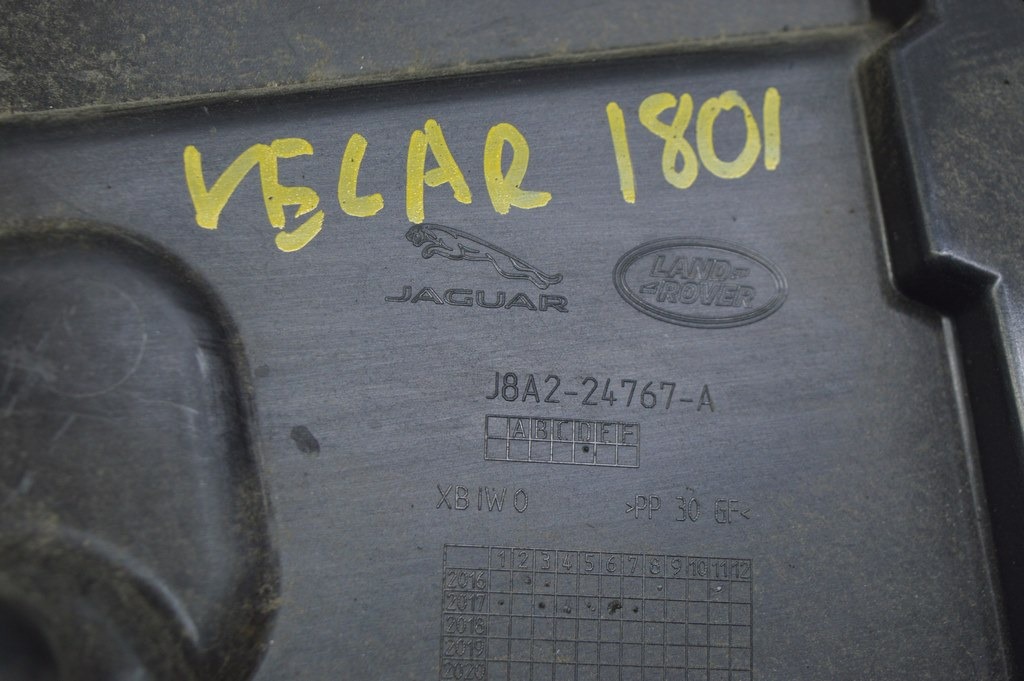 VELAR 1801
JAGUAR
LAND-
ROVER
J8A2-24767-A
A B C D E F
XBIW0 >PP 30 GF<
1 2 3 4 5 6 7 8 9 10 11 12
2016
2017
2018
2019
2020